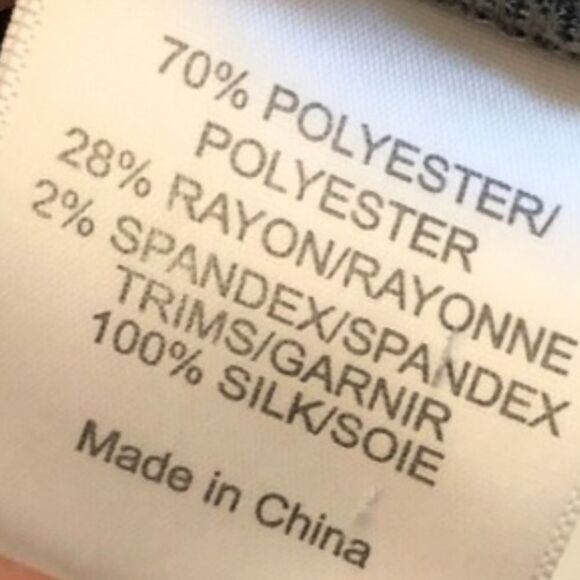 70% POLYESTER/
POLYESTER
28% RAYON/RAYONNE
2% SPANDEX/SPANDEX
TRIMS/GARNIR
100% SILK/SOIE
Made in China